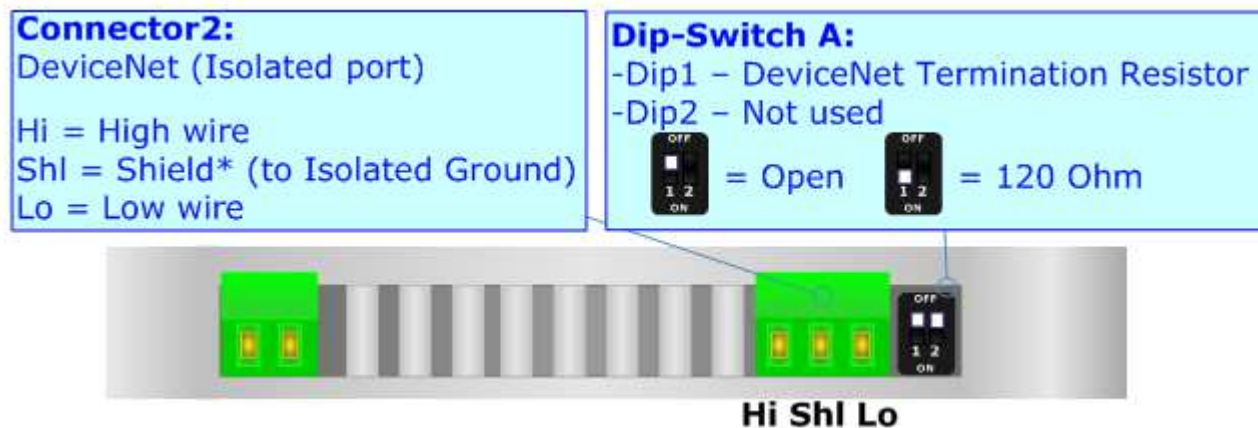 Connector2:
DeviceNet (Isolated port)
Hi = High wire
Shl = Shield* (to Isolated Ground)
Lo = Low wire
Dip-Switch A:
-Dip1 – DeviceNet Termination Resistor
-Dip2 – Not used
OFF
1 2
ON
= Open
OFF
1 2
ON
= 120 Ohm
OFF
1 2
ON
Hi Shl Lo